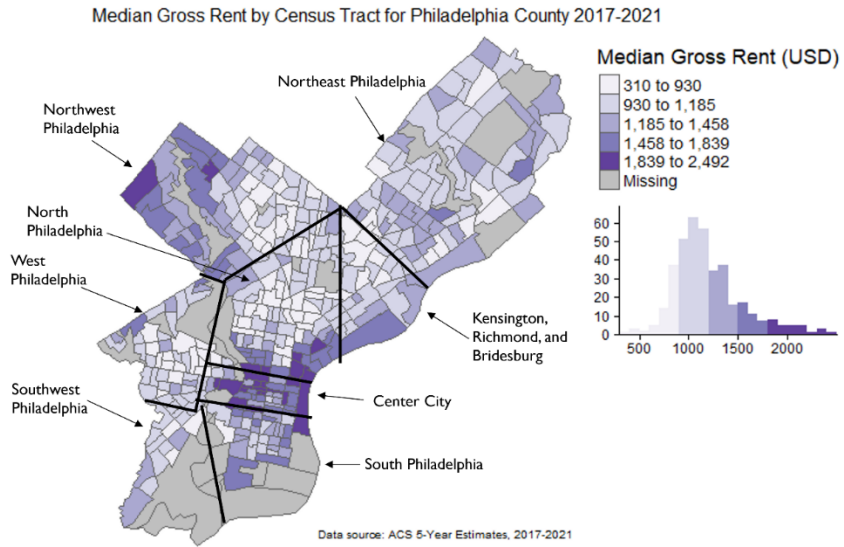 Median Gross Rent by Census Tract for Philadelphia County 2017-2021
Northeast Philadelphia
Northwest
Philadelphia
North
Philadelphia
West
Philadelphia
Southwest
Philadelphia
Kensington,
Richmond, and
Bridesburg
Center City
South Philadelphia
Data source: ACS 5-Year Estimates, 2017-2021
Median Gross Rent (USD)
310 to 930
930 to 1,185
1,185 to 1,458
1,458 to 1,839
1,839 to 2,492
Missing
60
50
40
30
20
10
0
500 1000 1500 2000